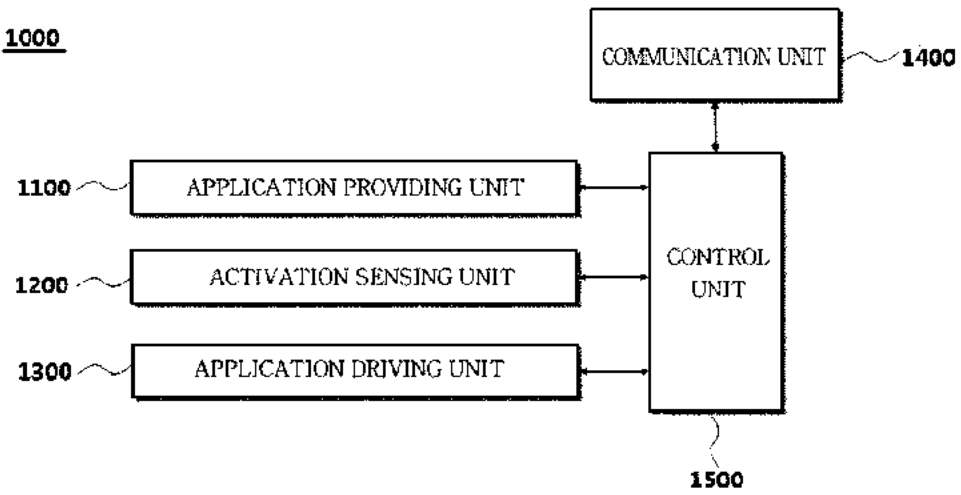 1000
COMMUNICATION UNIT
1400
1100
APPLICATION PROVIDING UNIT
1200
ACTIVATION SENSING UNIT
CONTROL
UNIT
1300
APPLICATION DRIVING UNIT
1500